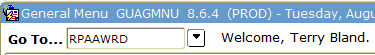 General Menu GUAGMNU 8.6.4 (PROD) - Tuesday, Augu
Go To... RPAAWRD Welcome, Terry Bland.